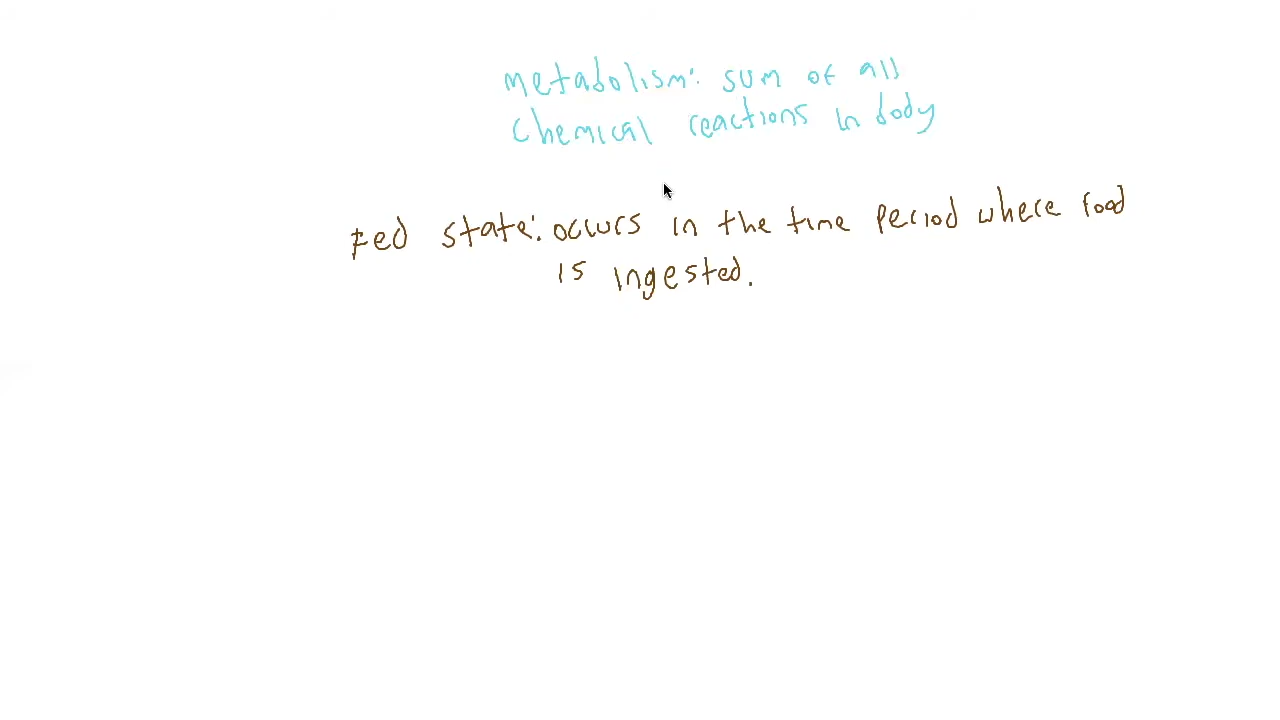 metabolism: sum of all
chemical reactions in body
Fed state: occurs in the time period where food
is ingested.